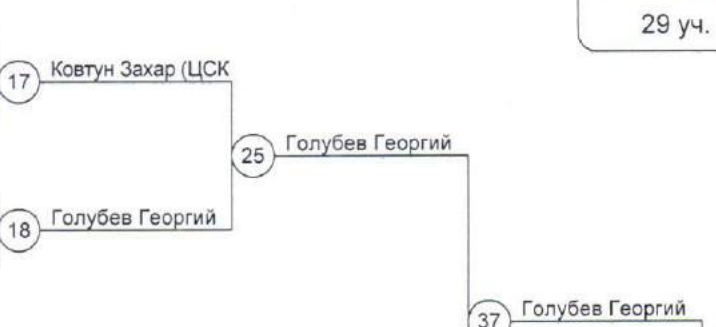 29 уч.
17 Ковтун Захар (ЦСК
25 Голубев Георгий
18 Голубев Георгий
37 Голубев Георгий